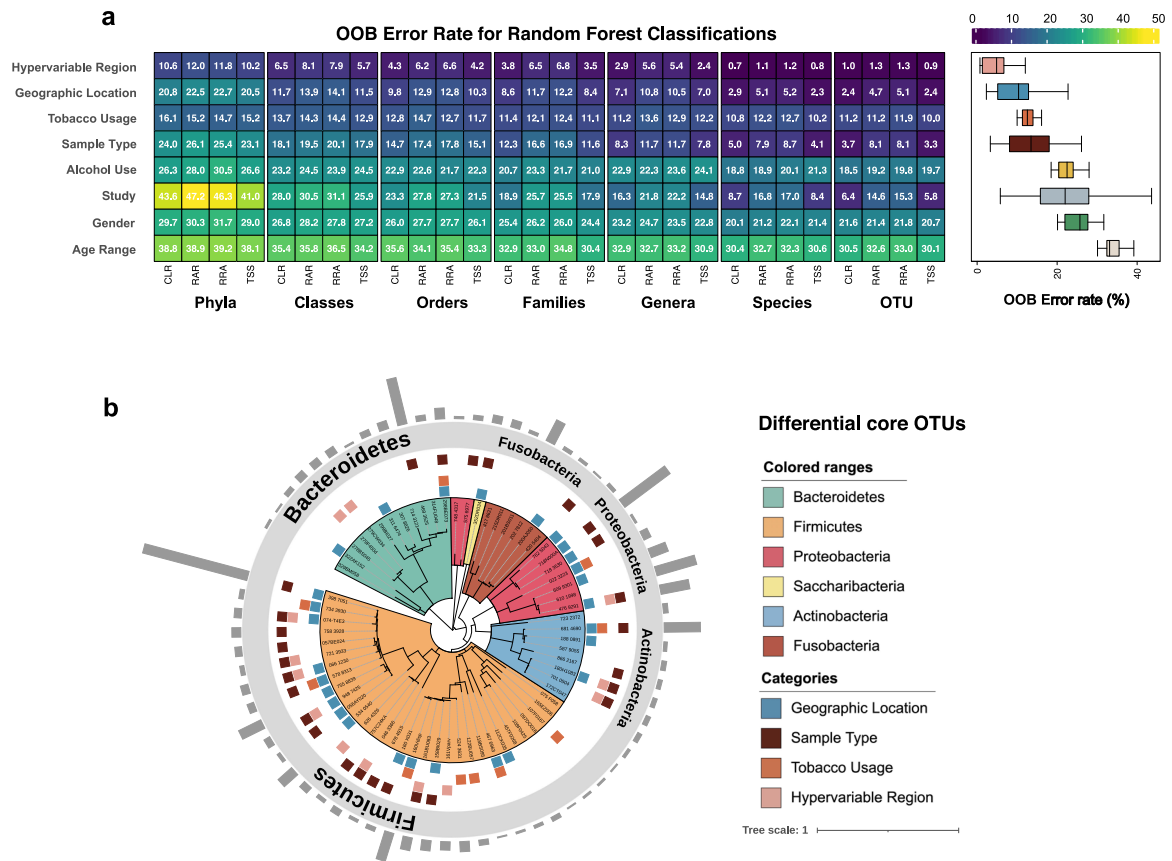 a
OOB Error Rate for Random Forest Classifications
0 10 20 30 40 50
Hypervariable Region 10.6 12.0 11.8 10.2 6.5 8.1 7.9 5.7 4.3 6.2 6.6 4.2 3.8 6.5 6.8 3.5 2.9 5.6 5.4 2.4 0.7 1.1 1.2 0.8 1.0 1.3 1.3 0.9
Geographic Location 20.8 22.5 22.7 20.5 11.7 13.9 14.1 11.5 9.8 12.9 12.8 10.3 8.6 11.7 12.2 8.4 7.1 10.8 10.5 7.0 2.9 5.1 5.2 2.3 2.4 4.7 5.1 2.4
Tobacco Usage 16.1 15.2 14.7 15.2 13.7 14.3 14.4 12.9 12.8 14.7 12.7 11.7 11.4 12.1 12.4 11.1 11.2 13.6 12.9 12.2 10.8 12.2 12.7 10.2 11.2 11.2 11.9 10.0
Sample Type 24.0 26.1 25.4 23.1 18.1 19.5 20.1 17.9 14.7 17.4 17.8 15.1 12.3 16.6 16.9 11.6 8.3 11.7 11.7 7.8 5.0 7.9 8.7 4.1 3.7 8.1 8.1 3.3
Alcohol Use 26.3 28.0 30.5 26.6 23.2 24.5 23.9 24.5 22.9 22.4 22.7 22.3 20.7 23.3 21.7 21.0 22.9 22.3 23.6 24.1 18.8 18.9 20.1 21.3 18.5 19.2 19.8 19.7
Study 43.6 47.2 46.3 41.0 28.0 30.5 31.1 25.9 23.3 27.8 27.3 21.5 18.9 25.7 25.5 17.9 16.3 21.8 22.2 14.8 8.7 16.8 17.0 8.4 6.4 14.6 15.3 5.8
Gender 29.7 30.3 31.7 29.0 26.8 28.2 27.8 27.2 26.0 27.7 27.7 26.1 25.4 26.2 26.0 24.4 23.2 24.7 23.5 22.8 20.1 21.2 22.1 21.4 21.6 21.8 21.8 20.7
Age Range 38.8 38.9 39.2 38.1 35.4 35.8 36.5 34.2 35.6 34.1 35.4 33.3 32.9 33.0 34.8 30.4 32.9 32.7 33.2 30.9 30.4 32.7 32.3 30.6 30.5 32.6 33.0 30.1
CLR RAR RRA TSS CLR RAR RRA TSS CLR RAR RRA TSS CLR RAR RRA TSS CLR RAR RRA TSS CLR RAR RRA TSS CLR RAR RRA TSS
0 20 40
Phyla Classes Orders Families Genera Species OTU
OOB Error rate (%)
b
Bacteroidetes
Fusobacteria
Proteobacteria
Actinobacteria
Firmicutes
Differential core OTUs
Colored ranges
Bacteroidetes
Firmicutes
Proteobacteria
Saccharibacteria
Actinobacteria
Fusobacteria
Categories
Geographic Location
Sample Type
Tobacco Usage
Hypervariable Region
Tree scale: 1